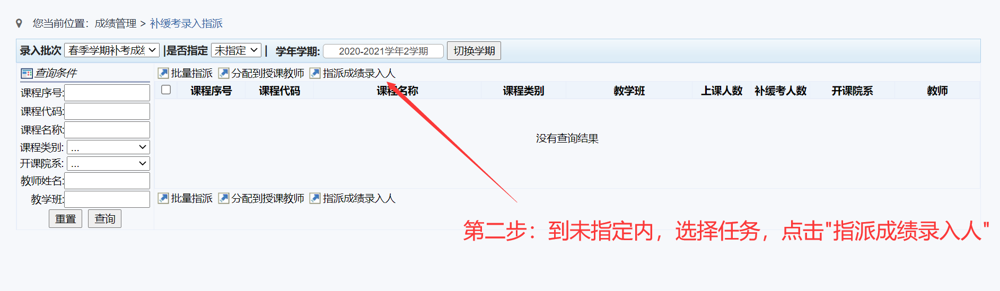 您当前位置：成绩管理 > 补缓考录入指派
录入批次 春季学期补考成 |是否指定 未指定 | 学年学期: 2020-2021学年2学期 切换学期
查询条件
批量指派 分配到授课教师 指派成绩录入人
课程序号 课程代码 课程名称 课程类别 教学班 上课人数 补缓考人数 开课院系 教师
课程序号:
课程代码:
课程名称:
没有查询结果
课程类别: ...
开课院系: ...
教师姓名:
教学班:
批量指派 分配到授课教师 指派成绩录入人
重置 查询
第二步：到未指定内，选择任务，点击"指派成绩录入人"